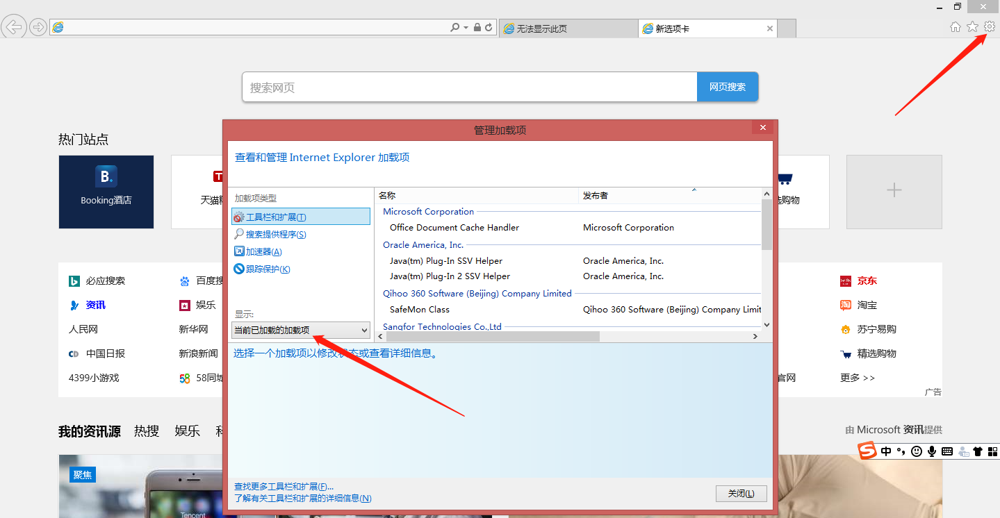 无法显示此页
新选项卡
搜索网页
网页搜索
热门站点
B.
Booking酒店
T
天猫
购物
管理加载项
查看和管理 Internet Explorer 加载项
加载项类型
工具栏和扩展(T)
搜索提供程序(S)
加速器(A)
跟踪保护(K)
显示:
当前已加载的加载项
名称
发布者
Microsoft Corporation
Office Document Cache Handler
Microsoft Corporation
Oracle America, Inc.
Java(tm) Plug-In SSV Helper
Oracle America, Inc.
Java(tm) Plug-In 2 SSV Helper
Oracle America, Inc.
Qihoo 360 Software (Beijing) Company Limited
SafeMon Class
Qihoo 360 Software (Beijing) Company Limit
Sangfor Technologies Co.,Ltd
选择一个加载项以修改状态或查看详细信息。
查找更多工具栏和扩展(F)...
了解有关工具栏和扩展的详细信息(N)
关闭(L)
必应搜索
百度搜
资讯
娱乐
人民网
新华网
CD 中国日报
新浪新闻
4399小游戏
58 58同城
官网
京东
淘宝
苏宁易购
精选购物
更多 >>
广告
我的资讯源
热搜
娱乐
由 Microsoft 资讯提供
S 中
聚焦
Tencent